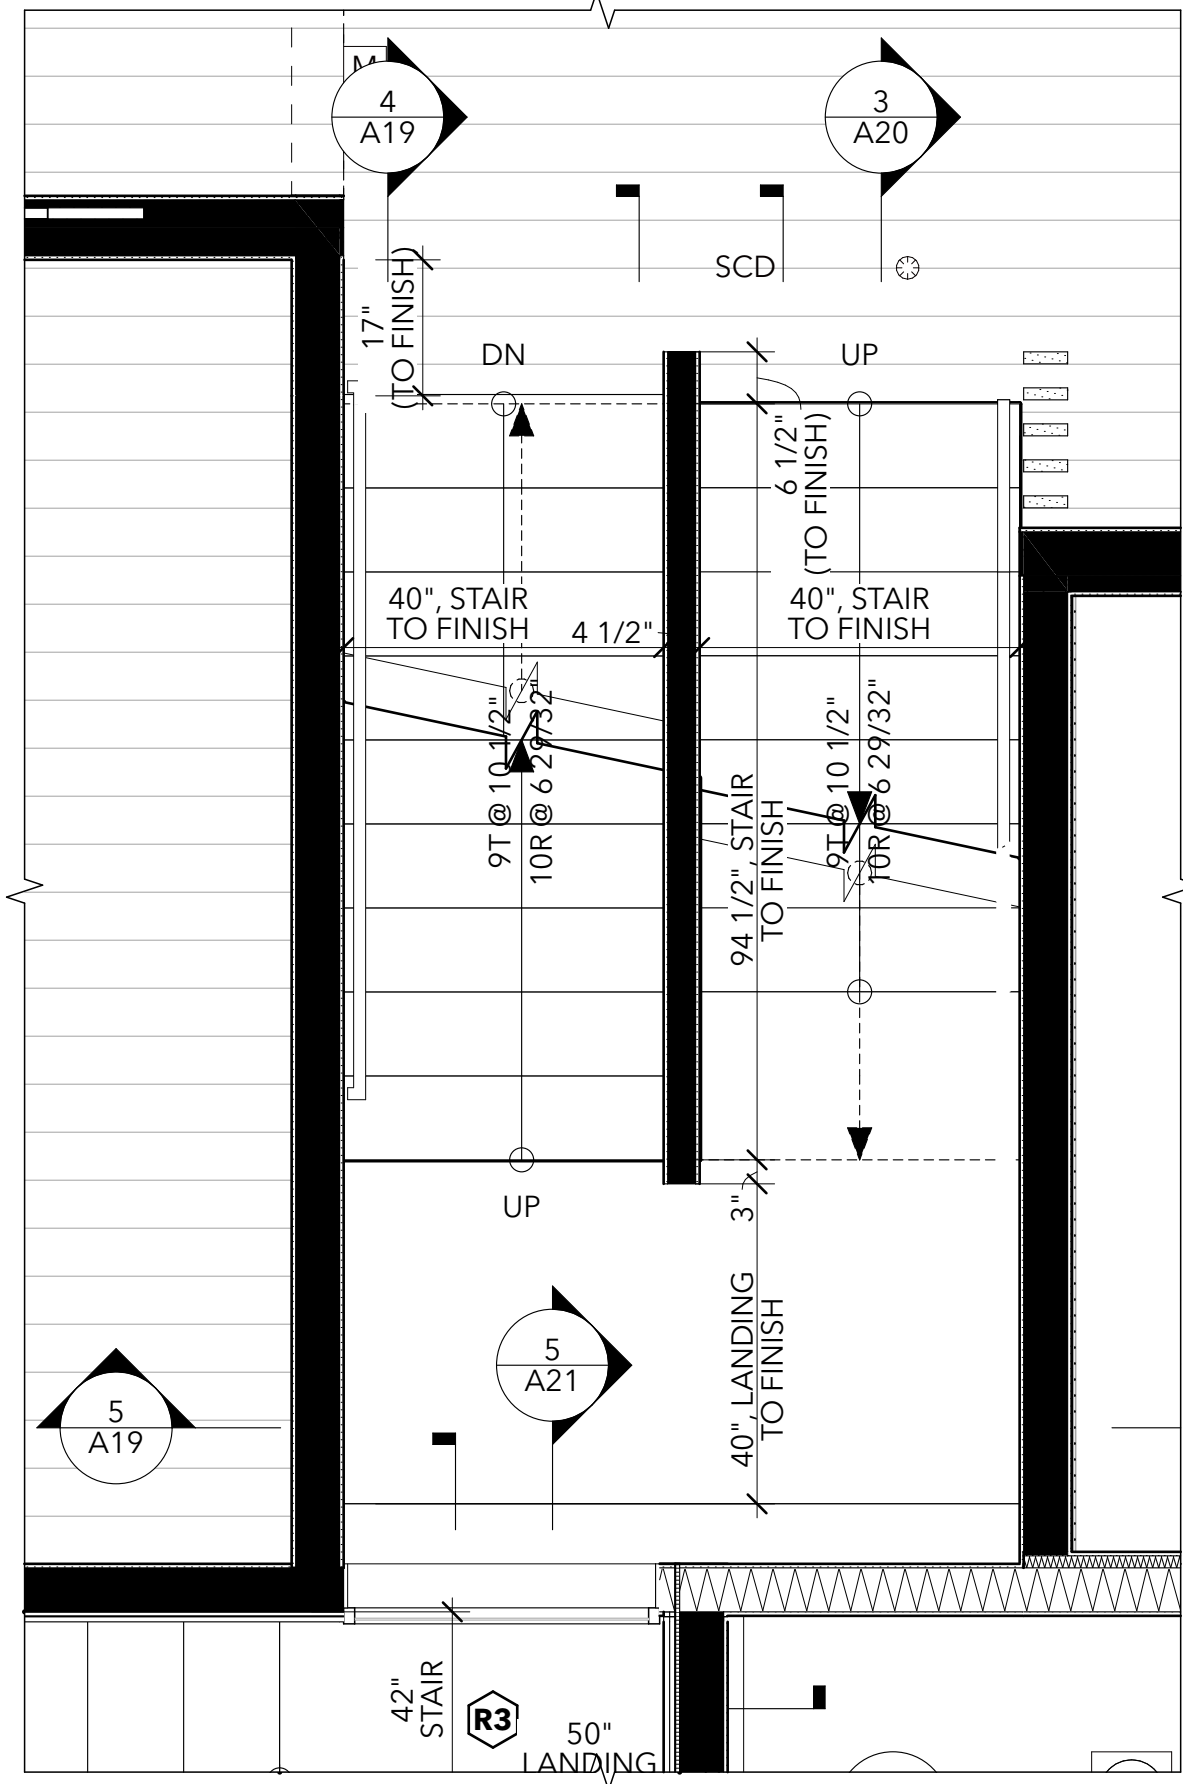 M
4
A19
3
A20
SCD
17"
(TO FINISH)
DN
UP
6 1/2"
(TO FINISH)
40", STAIR
TO FINISH
4 1/2"
40", STAIR
TO FINISH
9T @ 10 1/2"
10R @ 6 29/32"
9T @ 10 1/2"
10R @ 6 29/32"
94 1/2", STAIR
TO FINISH
UP
3"
40", LANDING
TO FINISH
5
A21
5
A19
42"
STAIR
R3
50"
LANDING